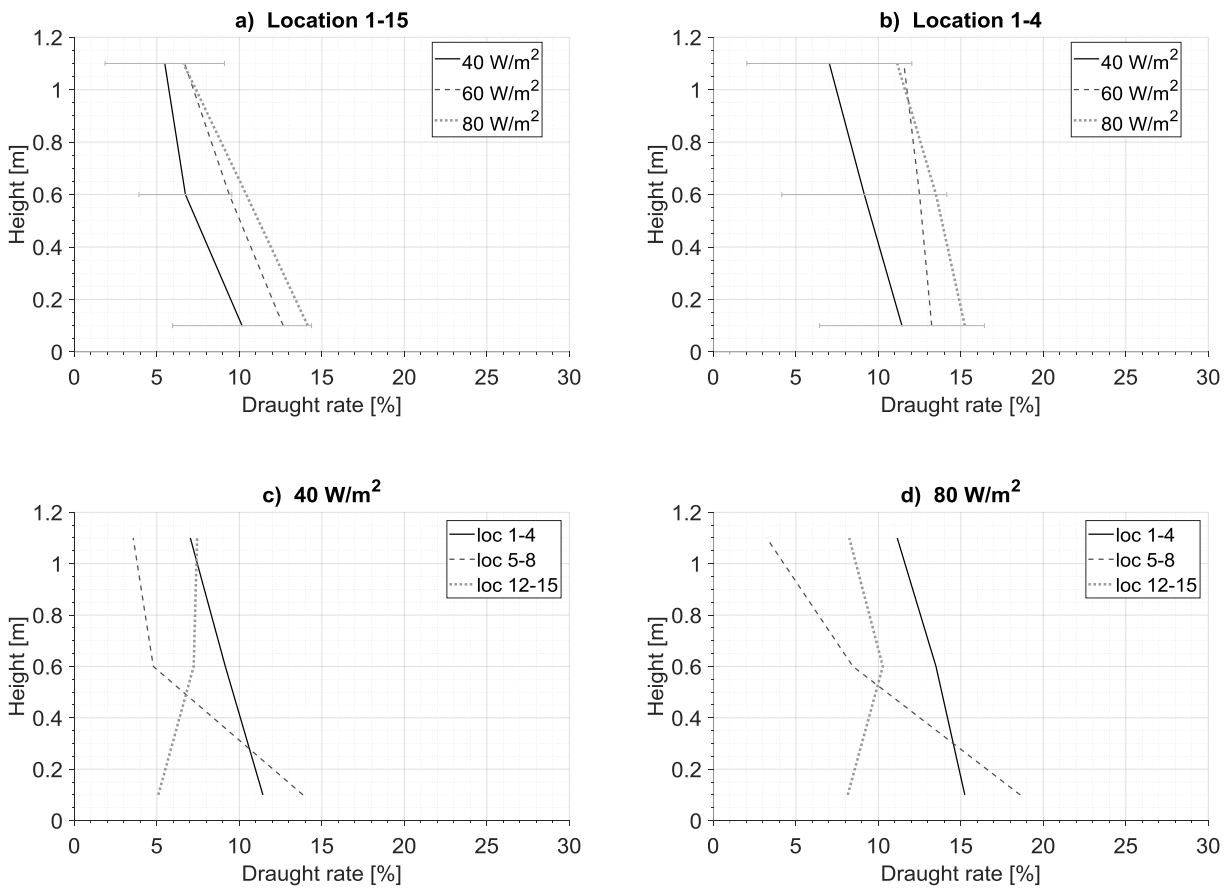 a) Location 1-15
1.2
1
0.8
0.6
0.4
0.2
0
Height [m]
40 W/m²
60 W/m²
80 W/m²
0 5 10 15 20 25 30
Draught rate [%]
b) Location 1-4
1.2
1
0.8
0.6
0.4
0.2
0
Height [m]
40 W/m²
60 W/m²
80 W/m²
0 5 10 15 20 25 30
Draught rate [%]
c) 40 W/m²
1.2
1
0.8
0.6
0.4
0.2
0
Height [m]
loc 1-4
loc 5-8
loc 12-15
0 5 10 15 20 25 30
Draught rate [%]
d) 80 W/m²
1.2
1
0.8
0.6
0.4
0.2
0
Height [m]
loc 1-4
loc 5-8
loc 12-15
0 5 10 15 20 25 30
Draught rate [%]